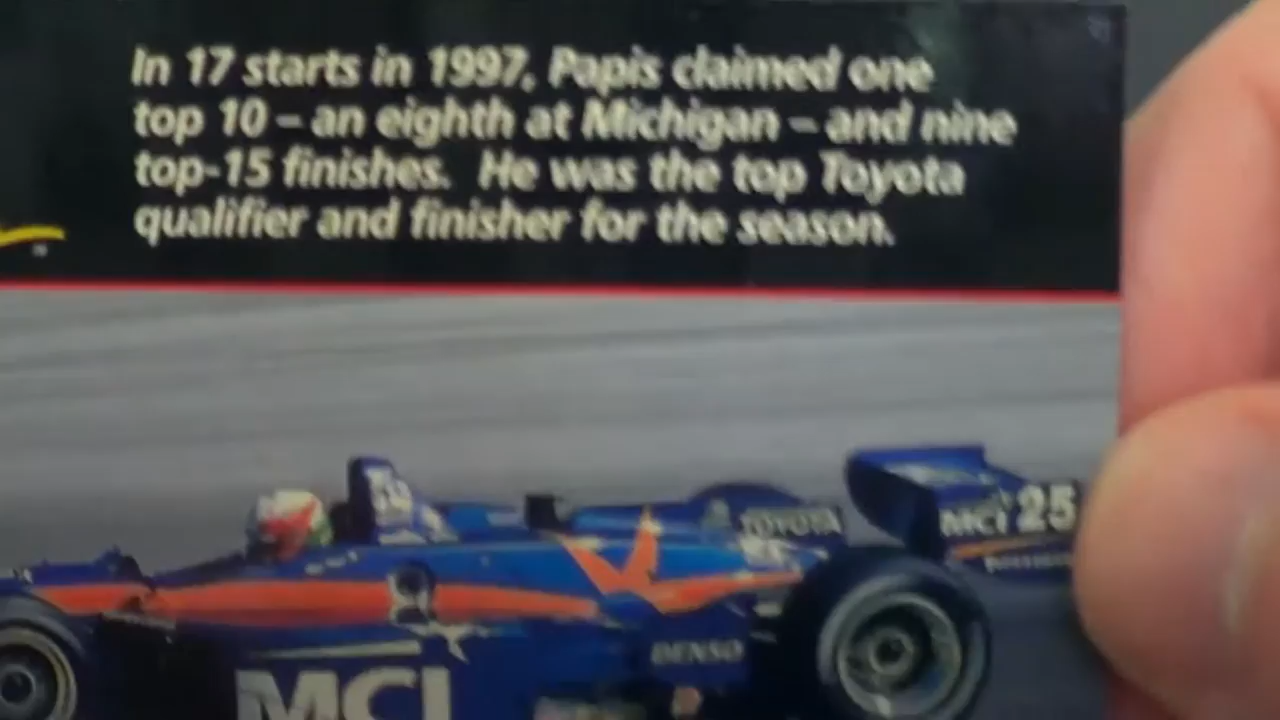 In 17 starts in 1997, Papis claimed one
top 10 – an eighth at Michigan – and nine
top-15 finishes. He was the top Toyota
qualifier and finisher for the season.
TOYOTA
MCI 25
DENSO
MCI